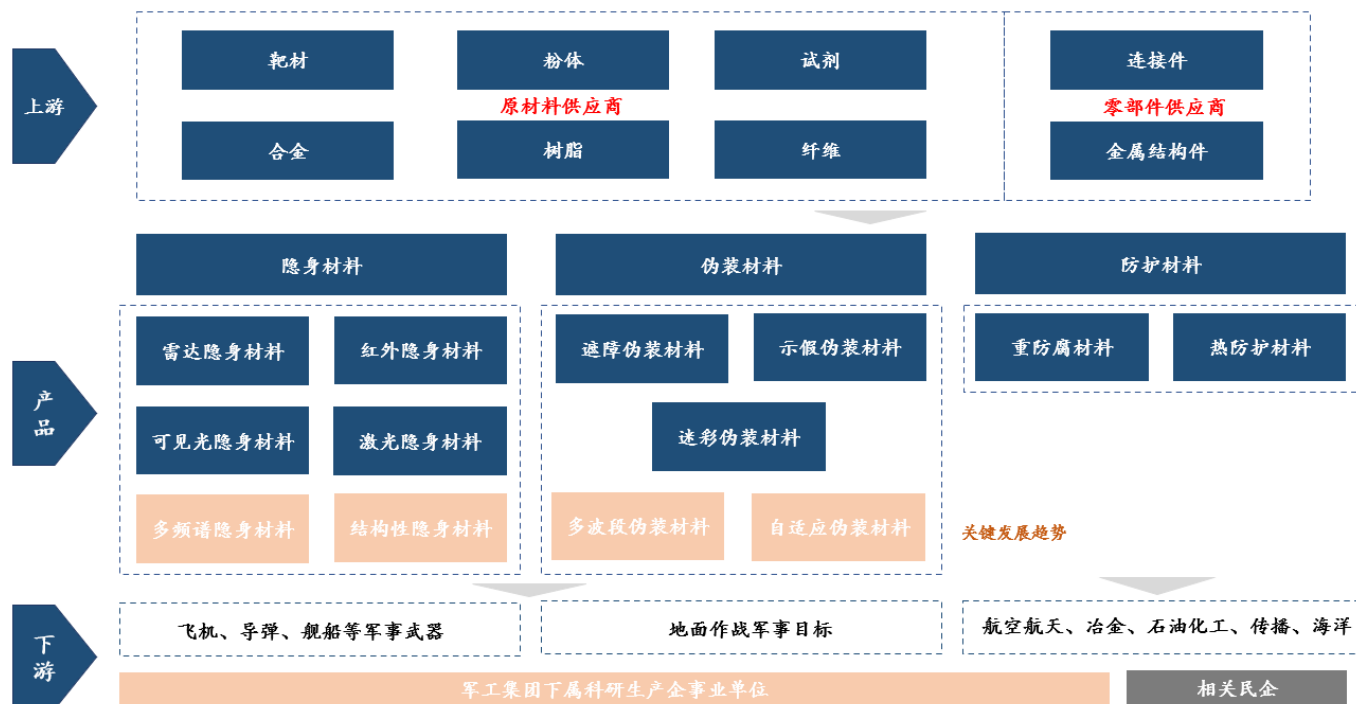 上游
靶材
粉体
试剂
连接件
原材料供应商
零部件供应商
合金
树脂
纤维
金属结构件
产品
隐身材料
伪装材料
防护材料
雷达隐身材料
红外隐身材料
遮障伪装材料
示假伪装材料
重防腐材料
热防护材料
可见光隐身材料
激光隐身材料
迷彩伪装材料
多频谱隐身材料
结构性隐身材料
多波段伪装材料
自适应伪装材料
关键发展趋势
下游
飞机、导弹、舰船等军事武器
地面作战军事目标
航空航天、冶金、石油化工、传播、海洋
军工集团下属科研生产企事业单位
相关民企